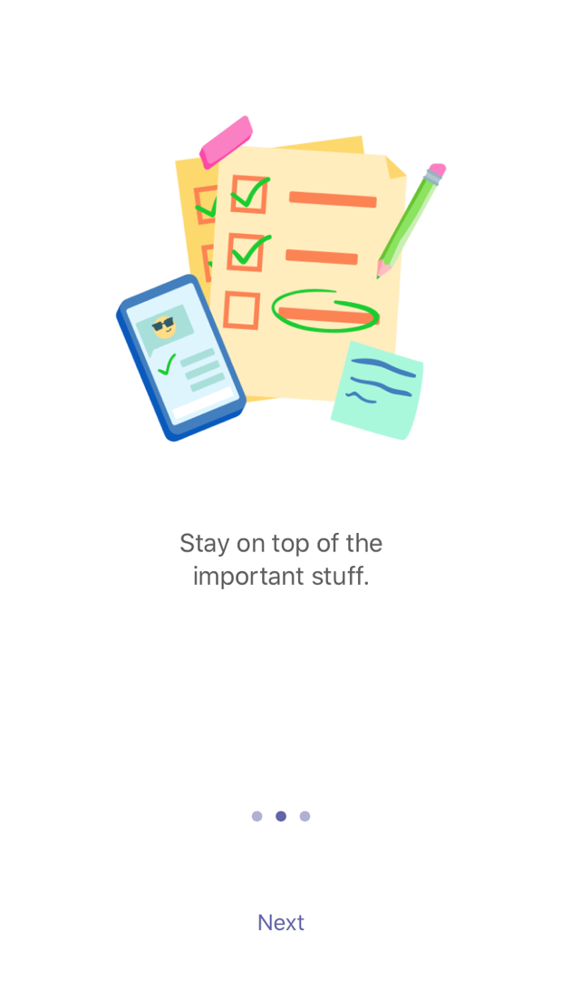 Stay on top of the
important stuff.
Next